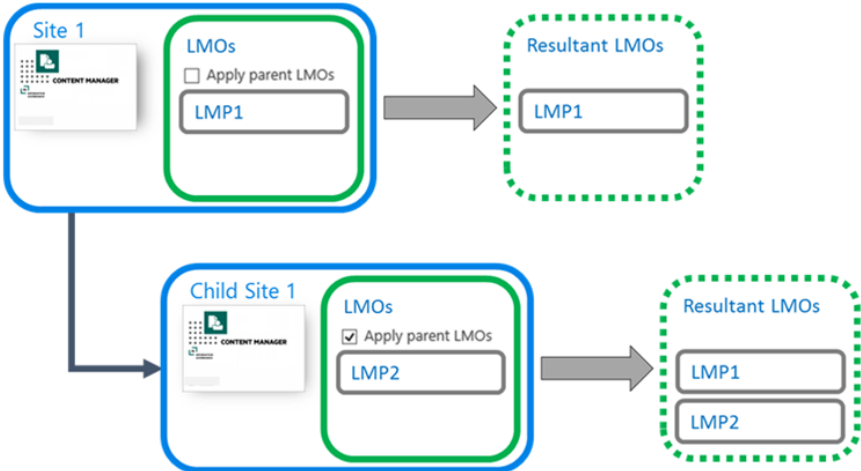 Site 1
CONTENT MANAGER
LMOs
Apply parent LMOs
LMP1
Resultant LMOs
LMP1
Child Site 1
CONTENT MANAGER
LMOs
Apply parent LMOs
LMP2
Resultant LMOs
LMP1
LMP2